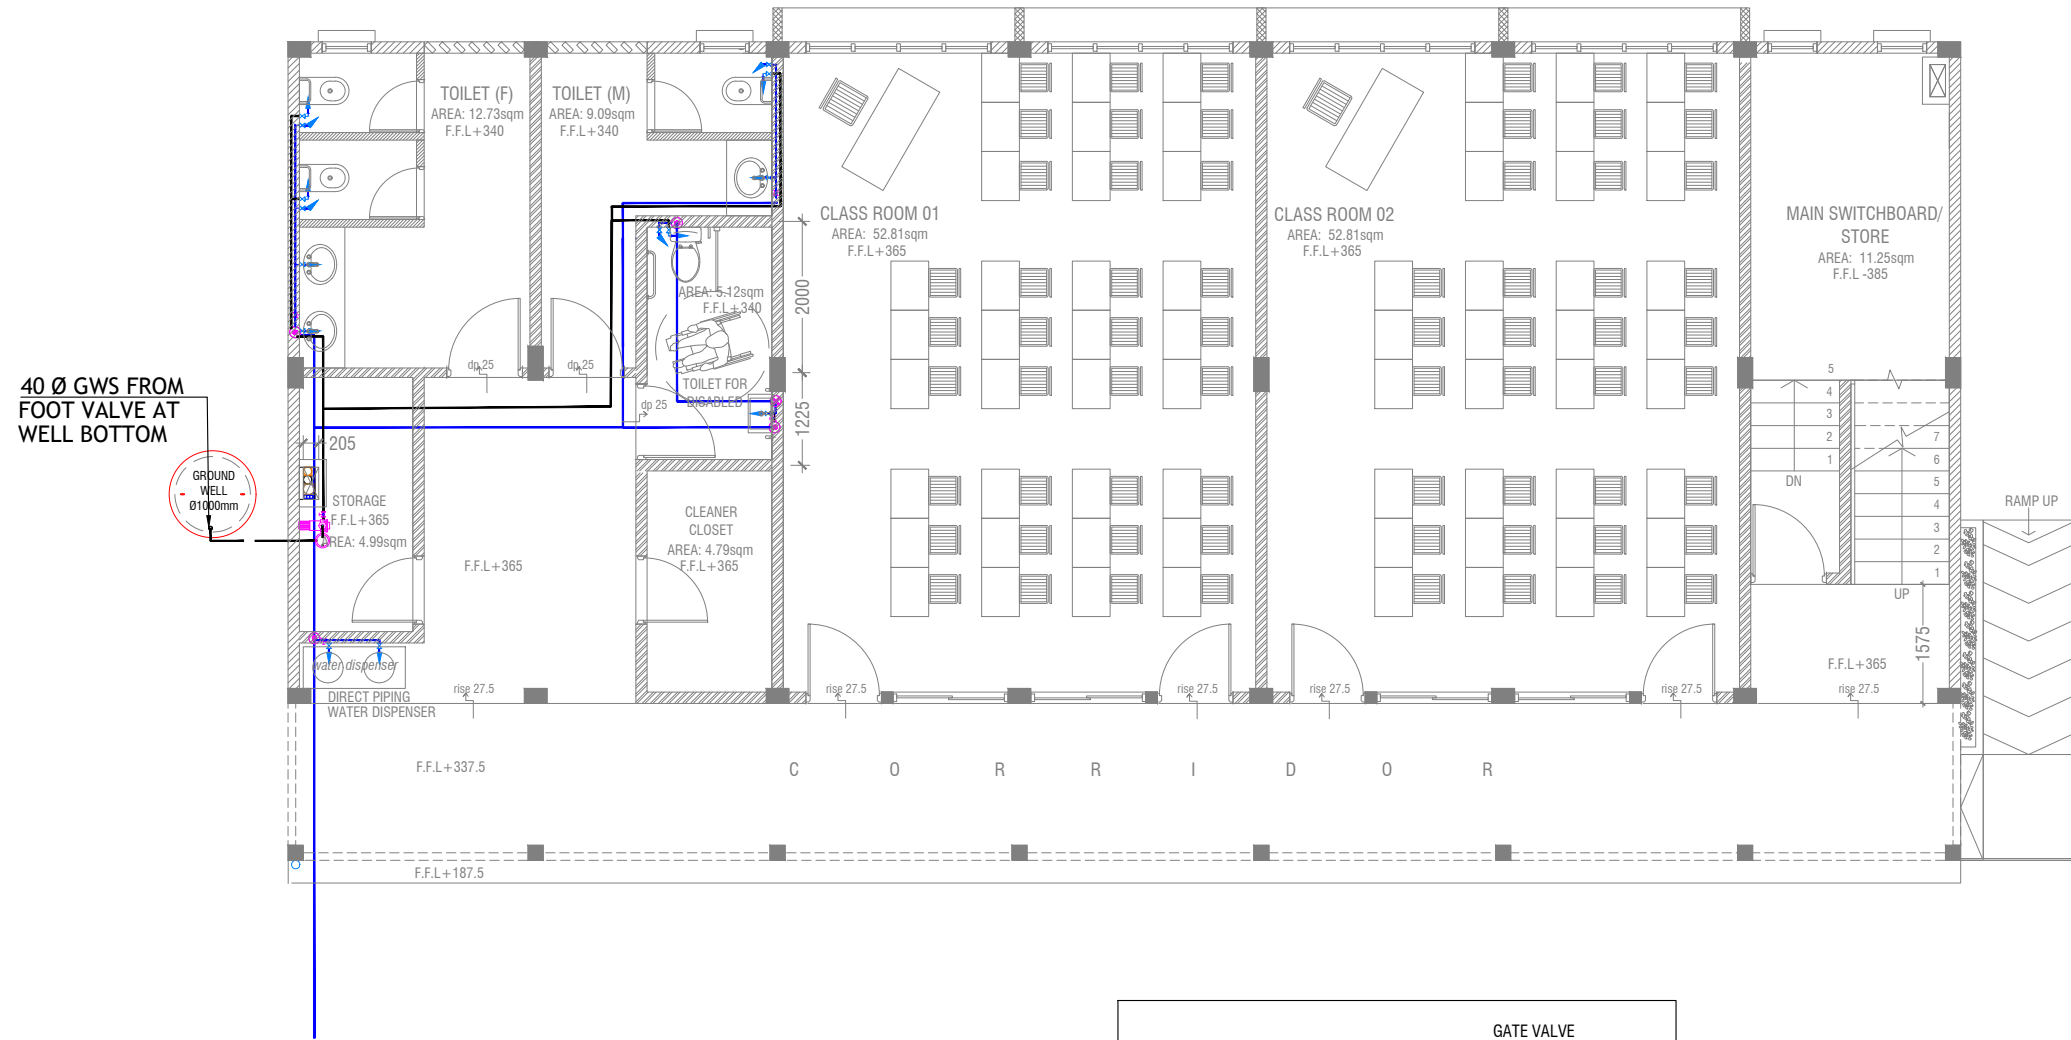 TOILET (F)
AREA: 12.73sqm
F.F.L+340
TOILET (M)
AREA: 9.09sqm
F.F.L+340
CLASS ROOM 01
AREA: 52.81sqm
F.F.L+365
CLASS ROOM 02
AREA: 52.81sqm
F.F.L+365
MAIN SWITCHBOARD/
STORE
AREA: 11.25sqm
F.F.L -385
AREA: 5.12sqm
F.F.L+340
TOILET FOR
DISABLED
2000
1225
dp 25
dp 25
dp 25
40 Ø GWS FROM
FOOT VALVE AT
WELL BOTTOM
GROUND
WELL
Ø1000mm
205
STORAGE
F.F.L+365
AREA: 4.99sqm
F.F.L+365
CLEANER
CLOSET
AREA: 4.79sqm
F.F.L+365
5
4
3
2
1
DN
7
6
5
4
3
2
1
UP
RAMP UP
1575
F.F.L+365
water dispenser
DIRECT PIPING
WATER DISPENSER
rise 27.5
rise 27.5
rise 27.5
rise 27.5
rise 27.5
rise 27.5
F.F.L+337.5
C O R R I D O R
F.F.L+187.5
GATE VALVE